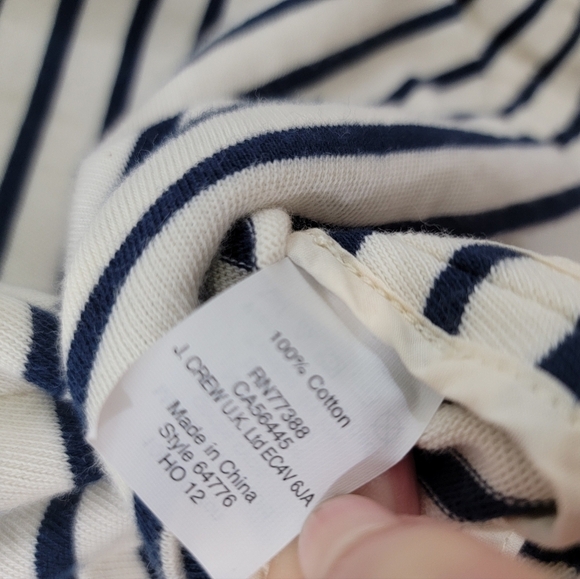 100% Cotton
RN77388
CA56445
J. CREW U.K. Ltd EC4V 6JA
Made in China
Style 64776
HO 12